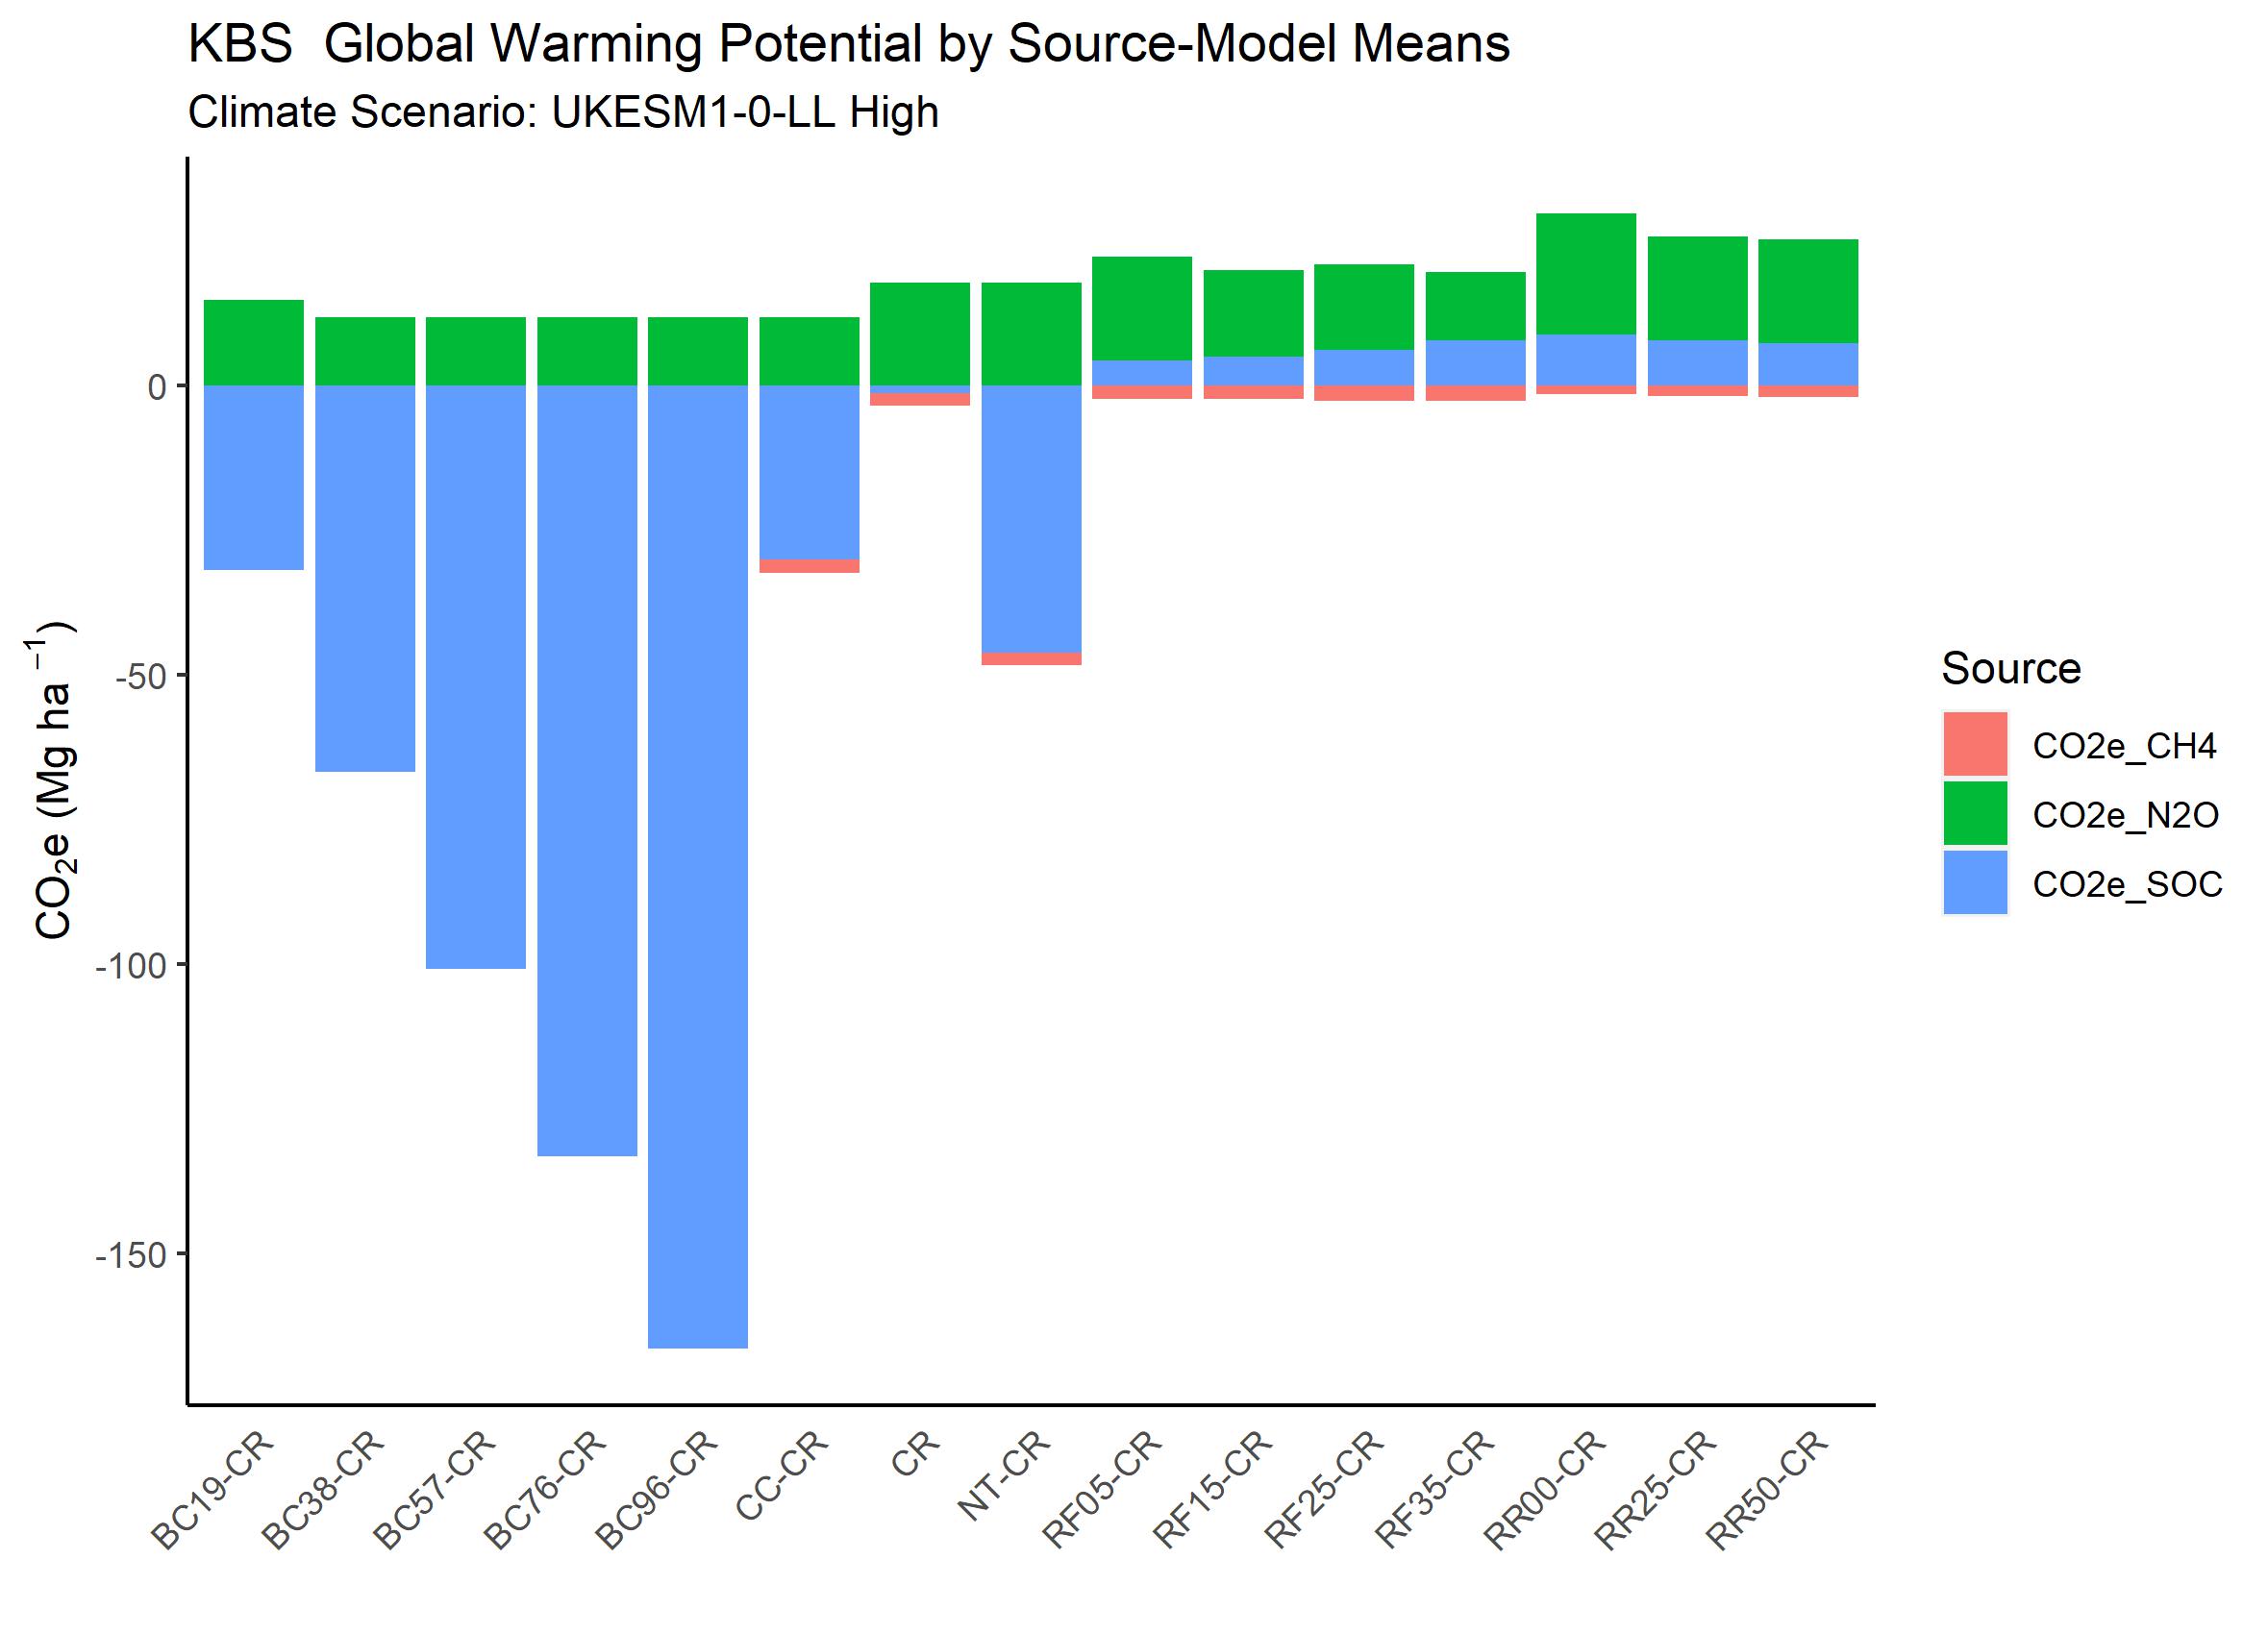 KBS  Global Warming Potential by Source-Model Means
Climate Scenario: UKESM1-0-LL High
CO₂e (Mg ha ⁻¹)
0
-50
-100
-150
BC19-CR
BC38-CR
BC57-CR
BC76-CR
BC96-CR
CC-CR
CR
NT-CR
RF05-CR
RF15-CR
RF25-CR
RF35-CR
RR00-CR
RR25-CR
RR50-CR
Source
CO2e_CH4
CO2e_N2O
CO2e_SOC